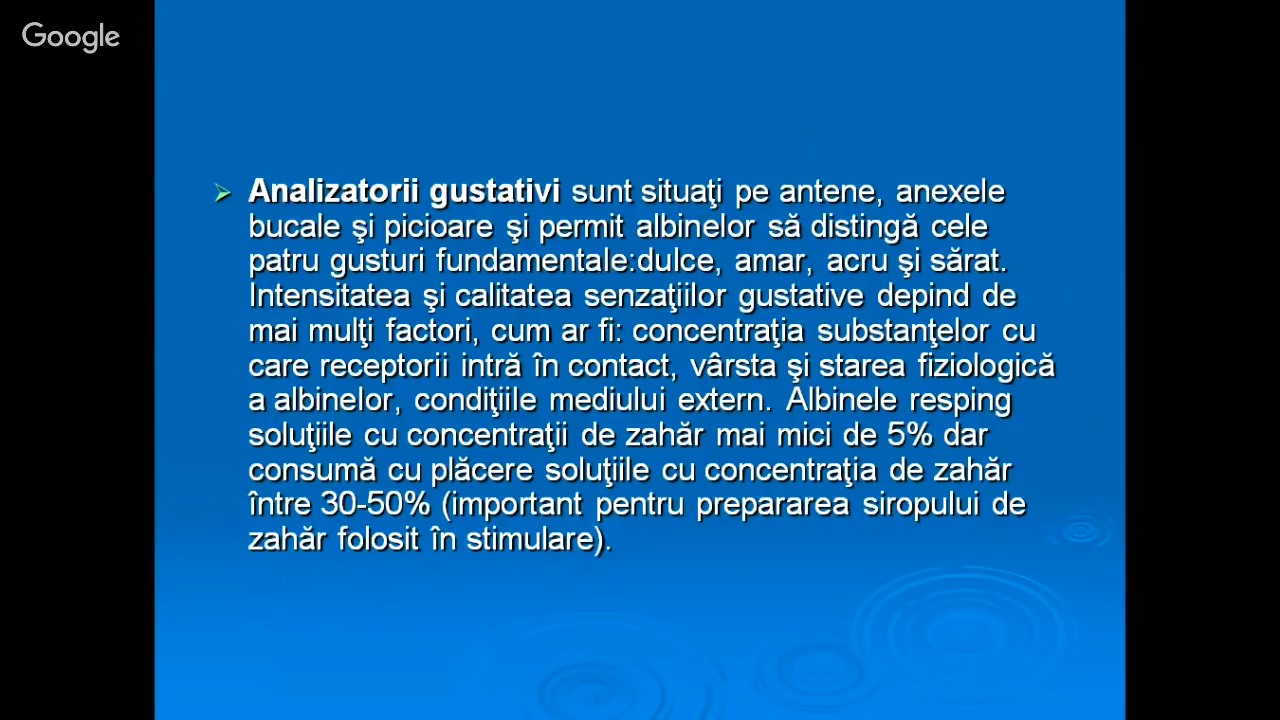 Google
Analizatorii gustativi sunt situaţi pe antene, anexele
bucale şi picioare şi permit albinelor să distingă cele
patru gusturi fundamentale:dulce, amar, acru şi sărat.
Intensitatea şi calitatea senzaţiilor gustative depind de
mai mulţi factori, cum ar fi: concentraţia substanţelor cu
care receptorii intră în contact, vârsta şi starea fiziologică
a albinelor, condiţiile mediului extern. Albinele resping
soluţiile cu concentraţii de zahăr mai mici de 5% dar
consumă cu plăcere soluţiile cu concentraţia de zahăr
între 30-50% (important pentru prepararea siropului de
zahăr folosit în stimulare).